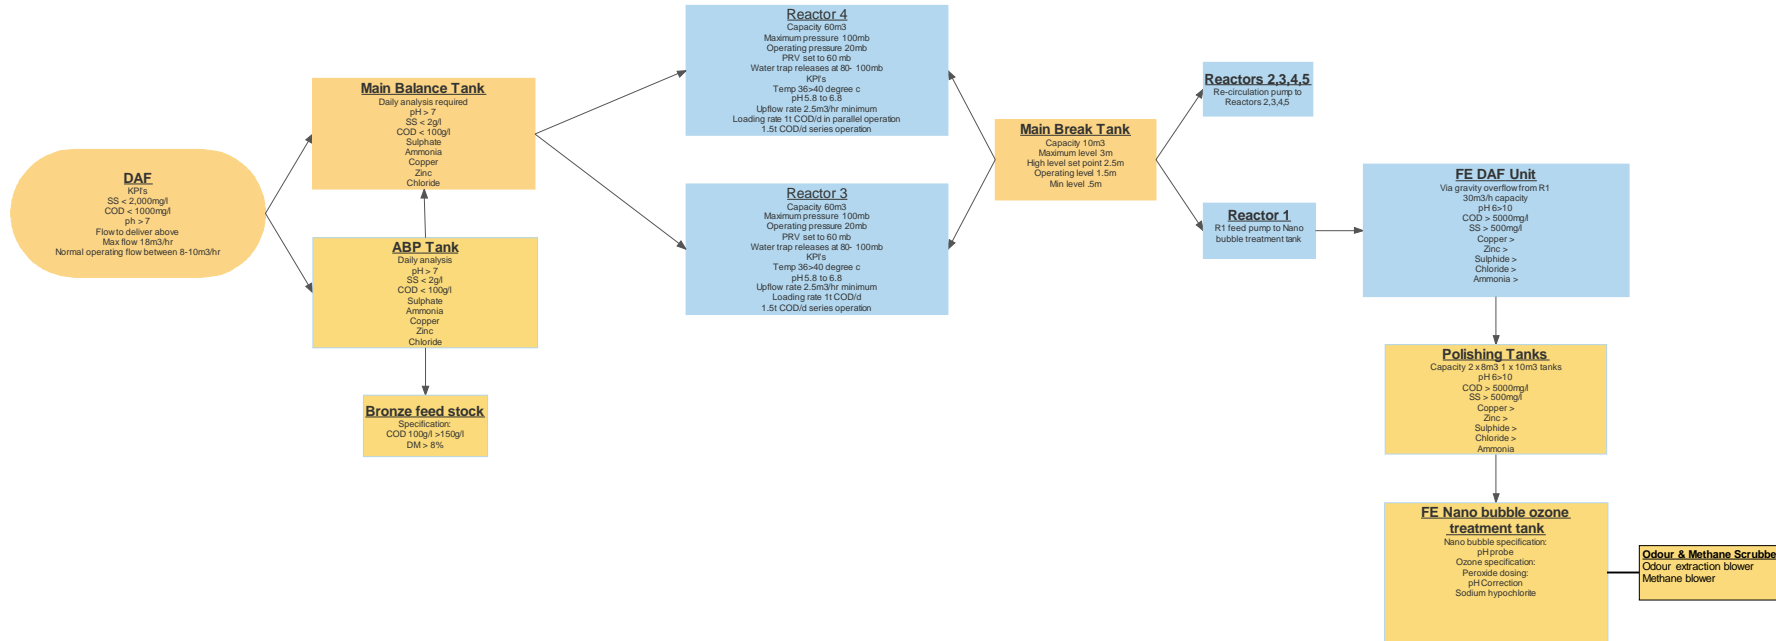 DAF
KPI's
SS < 2,000mg/l
COD < 1000mg/l
ph > 7
Flow to deliver above
Max flow 18m3/hr
Normal operating flow between 8-10m3/hr
Main Balance Tank
Daily analysis required
pH > 7
SS < 2g/l
COD < 100g/l
Sulphate
Ammonia
Copper
Zinc
Chloride
ABP Tank
Daily analysis
pH > 7
SS < 2g/l
COD < 100g/l
Sulphate
Ammonia
Copper
Zinc
Chloride
Bronze feed stock
Specification:
COD 100g/l >150g/l
DM > 8%
Reactor 4
Capacity 60m3
Maximum pressure 100mb
Operating pressure 20mb
PRV set to 60 mb
Water trap releases at 80- 100mb
KPI's
Temp 36>40 degree c
pH 5.8 to 6.8
Upflow rate 2.5m3/hr minimum
Loading rate 1t COD/d in parallel operation
1.5t COD/d series operation
Reactor 3
Capacity 60m3
Maximum pressure 100mb
Operating pressure 20mb
PRV set to 60 mb
Water trap releases at 80- 100mb
KPI's
Temp 36>40 degree c
pH 5.8 to 6.8
Upflow rate 2.5m3/hr minimum
Loading rate 1t COD/d
1.5t COD/d series operation
Main Break Tank
Capacity 10m3
Maximum level 3m
High level set point 2.5m
Operating level 1.5m
Min level .5m
Reactors 2,3,4,5
Re-circulation pump to
Reactors 2,3,4,5
Reactor 1
R1 feed pump to Nano
bubble treatment tank
FE DAF Unit
Via gravity overflow from R1
30m3/h capacity
pH 6>10
COD > 5000mg/l
SS > 500mg/l
Copper >
Zinc >
Sulphide >
Chloride >
Ammonia >
Polishing Tanks
Capacity 2 x 8m3 1 x 10m3 tanks
pH 6>10
COD > 5000mg/l
SS > 500mg/l
Copper >
Zinc >
Sulphide >
Chloride >
Ammonia
FE Nano bubble ozone
treatment tank
Nano bubble specification:
pH probe
Ozone specification:
Peroxide dosing:
pH Correction
Sodium hypochlorite
Odour & Methane Scrubbe
Odour extraction blower
Methane blower